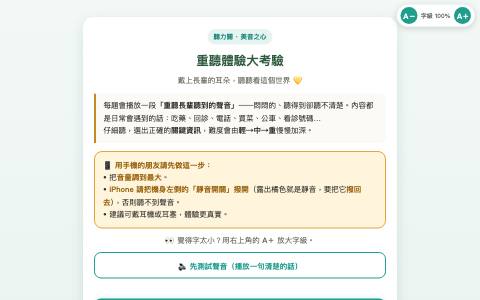 A− 字級 100% A+
聽力關・美音之心
重聽體驗大考驗
戴上長輩的耳朵，聽聽看這個世界 💛
每題會播放一段「重聽長輩聽到的聲音」——悶悶的、聽得到卻聽不清楚。內容都
是日常會遇到的話：吃藥、回診、電話、買菜、公車、看診號碼…
仔細聽，選出正確的關鍵資訊，難度會由輕→中→重慢慢加深。
📱 用手機的朋友請先做這一步：
• 把音量調到最大。
• iPhone 請把機身左側的「靜音開關」撥開（露出橘色就是靜音，要把它撥回
去），否則聽不到聲音。
• 建議可戴耳機或耳塞，體驗更真實。
👀 覺得字太小？用右上角的 A+ 放大字級。
🔈 先測試聲音（播放一句清楚的話）